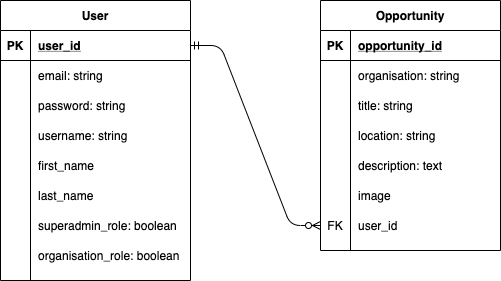 User
PK user_id
email: string
password: string
username: string
first_name
last_name
superadmin_role: boolean
organisation_role: boolean
Opportunity
PK opportunity_id
organisation: string
title: string
location: string
description: text
image
FK user_id